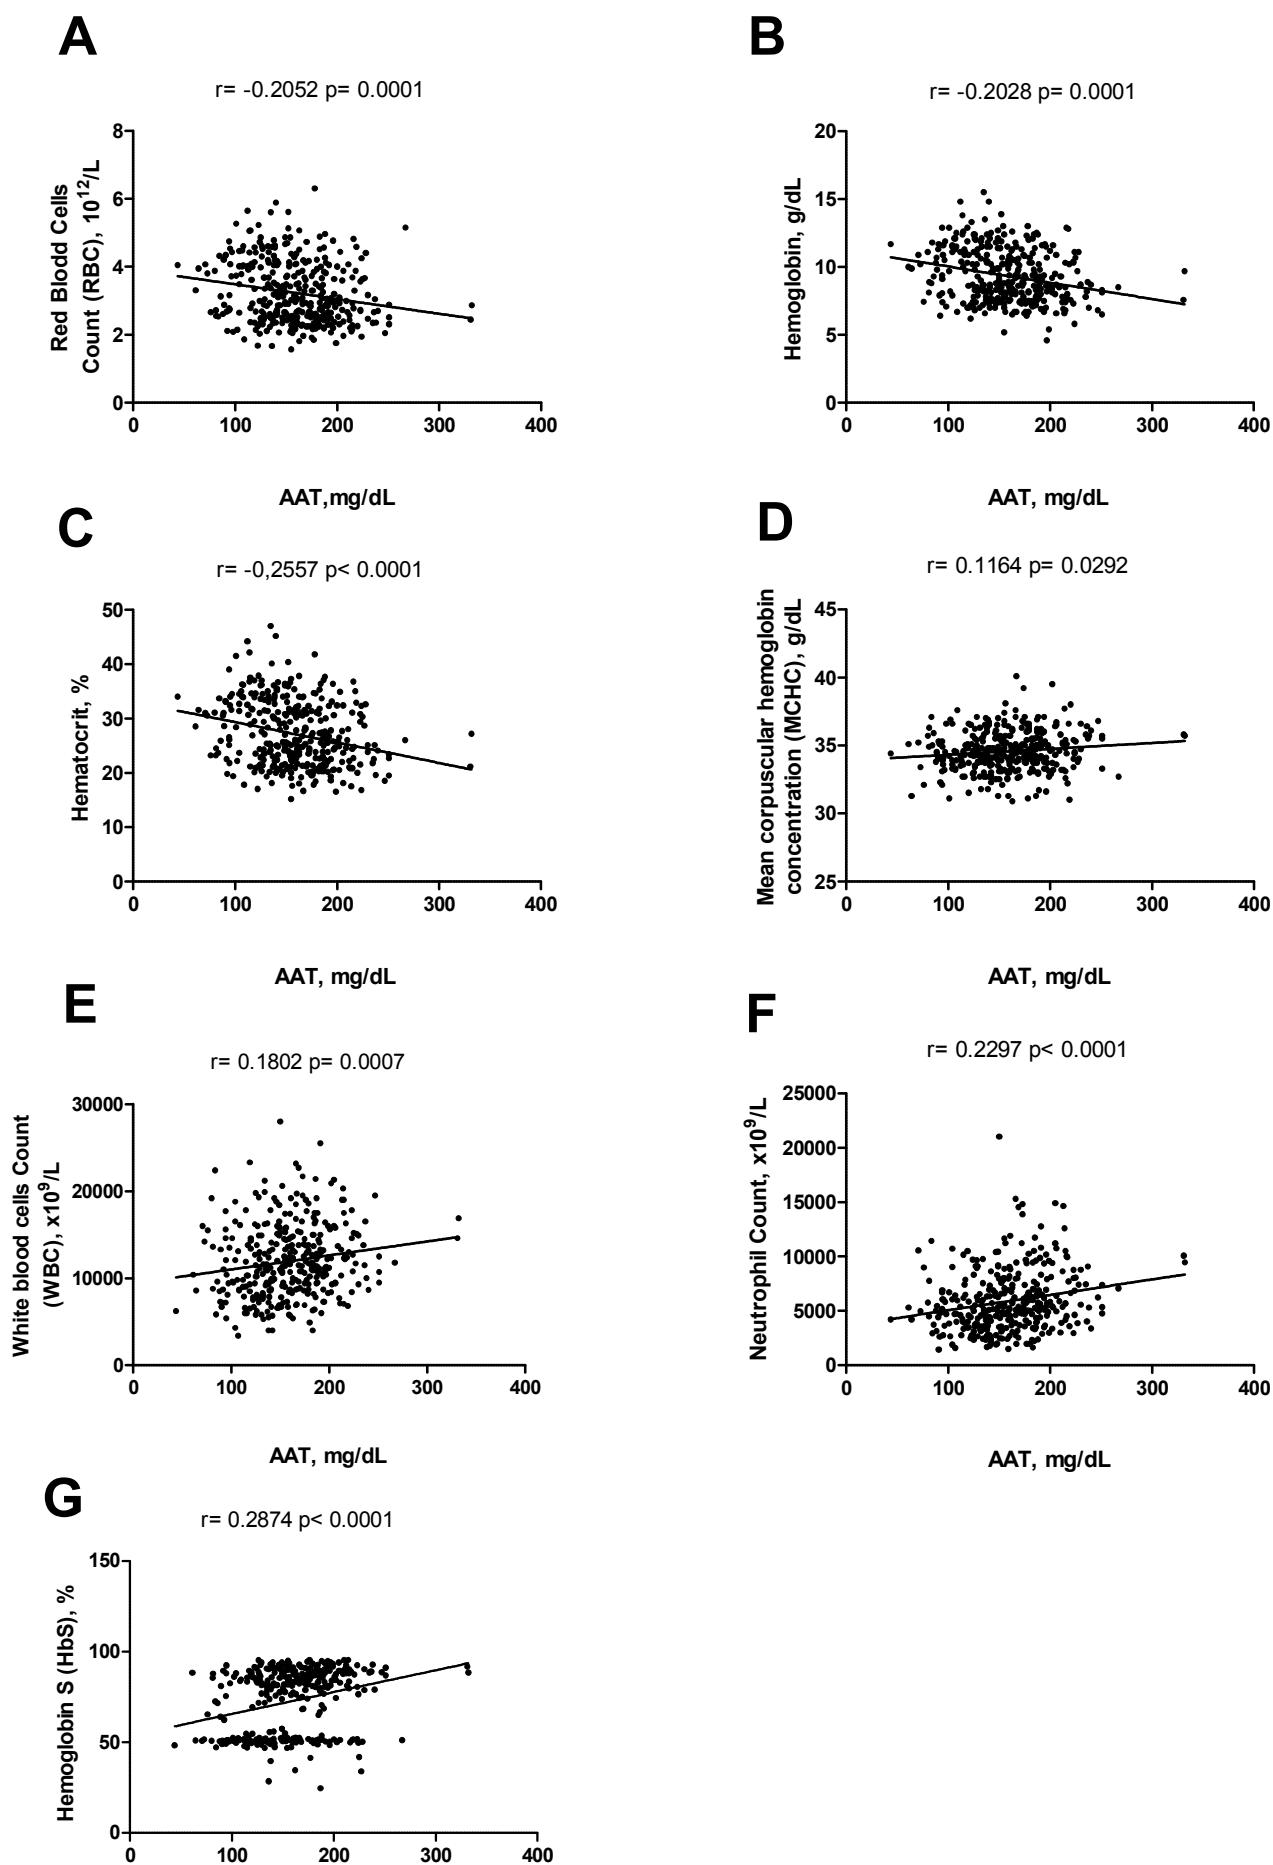 A
r= -0.2052 p= 0.0001
Red Blodd Cells
Count (RBC), 10¹²/L
8
6
4
2
0
0 100 200 300 400
AAT,mg/dL
B
r= -0.2028 p= 0.0001
Hemoglobin, g/dL
20
15
10
5
0
0 100 200 300 400
AAT, mg/dL
C
r= -0,2557 p< 0.0001
Hematocrit, %
50
40
30
20
10
0
0 100 200 300 400
AAT, mg/dL
D
r= 0.1164 p= 0.0292
Mean corpuscular hemoglobin
concentration (MCHC), g/dL
45
40
35
30
25
0 100 200 300 400
AAT, mg/dL
E
r= 0.1802 p= 0.0007
White blood cells Count
(WBC), x10⁹/L
30000
20000
10000
0
0 100 200 300 400
AAT, mg/dL
F
r= 0.2297 p< 0.0001
Neutrophil Count, x10⁹/L
25000
20000
15000
10000
5000
0
0 100 200 300 400
AAT, mg/dL
G
r= 0.2874 p< 0.0001
Hemoglobin S (HbS), %
150
100
50
0
0 100 200 300 400